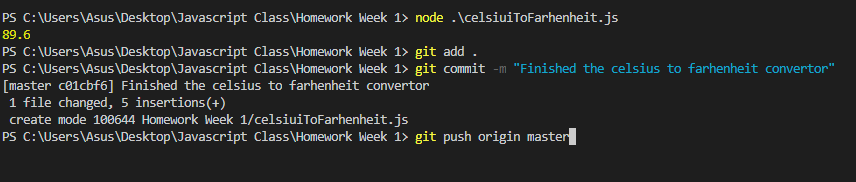 PS C:\Users\Asus\Desktop\Javascript Class\Homework Week 1> node .\celsiuiToFarhenheit.js
89.6
PS C:\Users\Asus\Desktop\Javascript Class\Homework Week 1> git add .
PS C:\Users\Asus\Desktop\Javascript Class\Homework Week 1> git commit -m "Finished the celsius to farhenheit convertor"
[master c01cbf6] Finished the celsius to farhenheit convertor
 1 file changed, 5 insertions(+)
 create mode 100644 Homework Week 1/celsiuiToFarhenheit.js
PS C:\Users\Asus\Desktop\Javascript Class\Homework Week 1> git push origin master